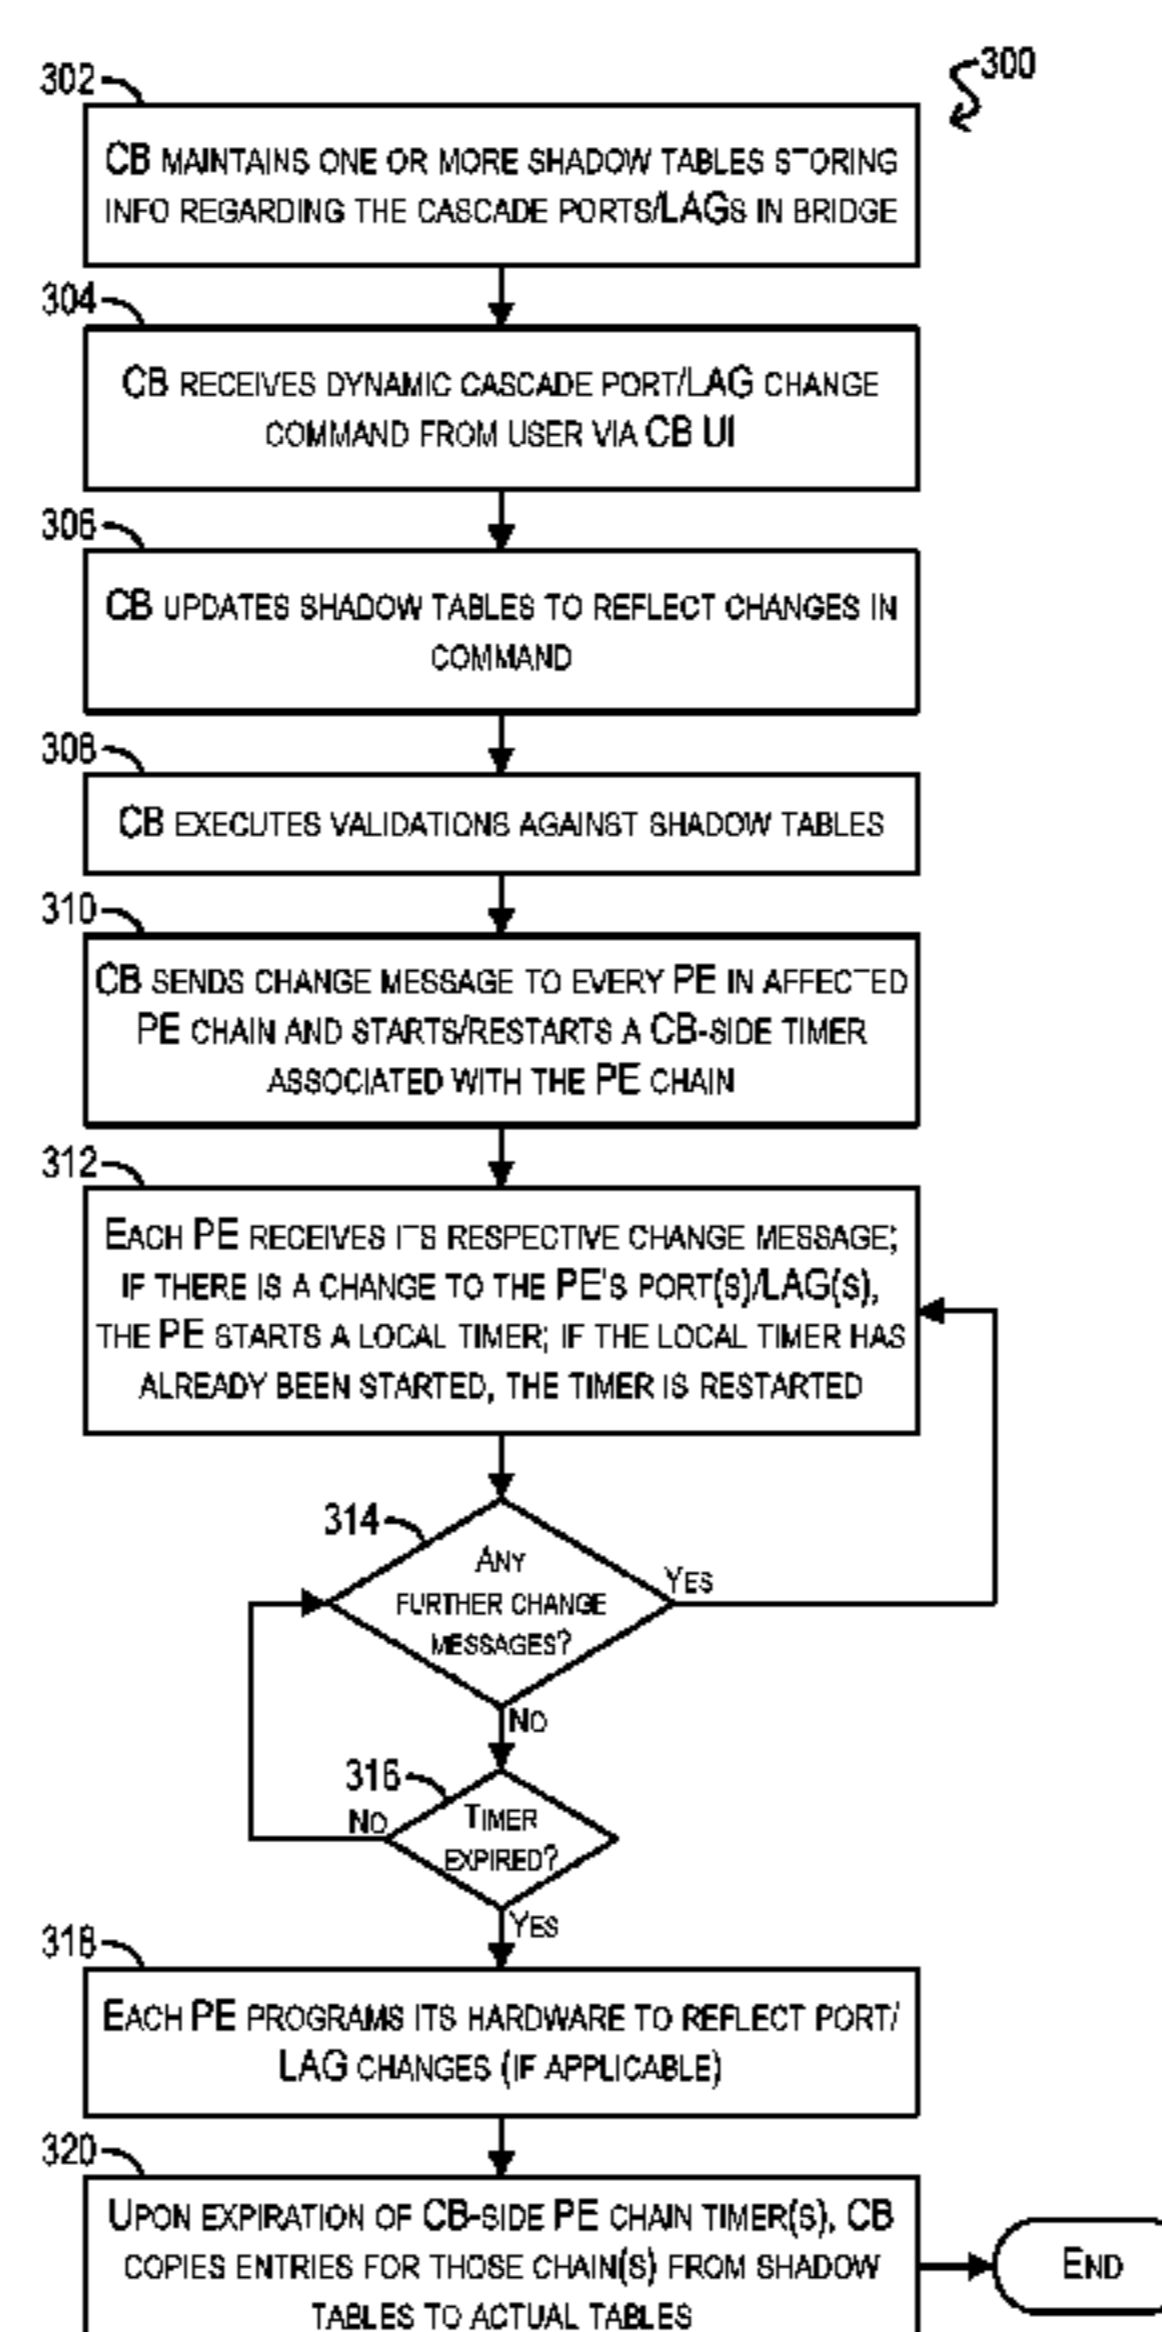 300
302
CB MAINTAINS ONE OR MORE SHADOW TABLES STORING
INFO REGARDING THE CASCADE PORTS/LAGS IN BRIDGE
304
CB RECEIVES DYNAMIC CASCADE PORT/LAG CHANGE
COMMAND FROM USER VIA CB UI
306
CB UPDATES SHADOW TABLES TO REFLECT CHANGES IN
COMMAND
308
CB EXECUTES VALIDATIONS AGAINST SHADOW TABLES
310
CB SENDS CHANGE MESSAGE TO EVERY PE IN AFFECTED
PE CHAIN AND STARTS/RESTARTS A CB-SIDE TIMER
ASSOCIATED WITH THE PE CHAIN
312
EACH PE RECEIVES ITS RESPECTIVE CHANGE MESSAGE;
IF THERE IS A CHANGE TO THE PE'S PORT(S)/LAG(S),
THE PE STARTS A LOCAL TIMER; IF THE LOCAL TIMER HAS
ALREADY BEEN STARTED, THE TIMER IS RESTARTED
314
ANY
FURTHER CHANGE
MESSAGES?
YES
NO
316
TIMER
EXPIRED?
NO
YES
318
EACH PE PROGRAMS ITS HARDWARE TO REFLECT PORT/
LAG CHANGES (IF APPLICABLE)
320
UPON EXPIRATION OF CB-SIDE PE CHAIN TIMER(S), CB
COPIES ENTRIES FOR THOSE CHAIN(S) FROM SHADOW
TABLES TO ACTUAL TABLES
END